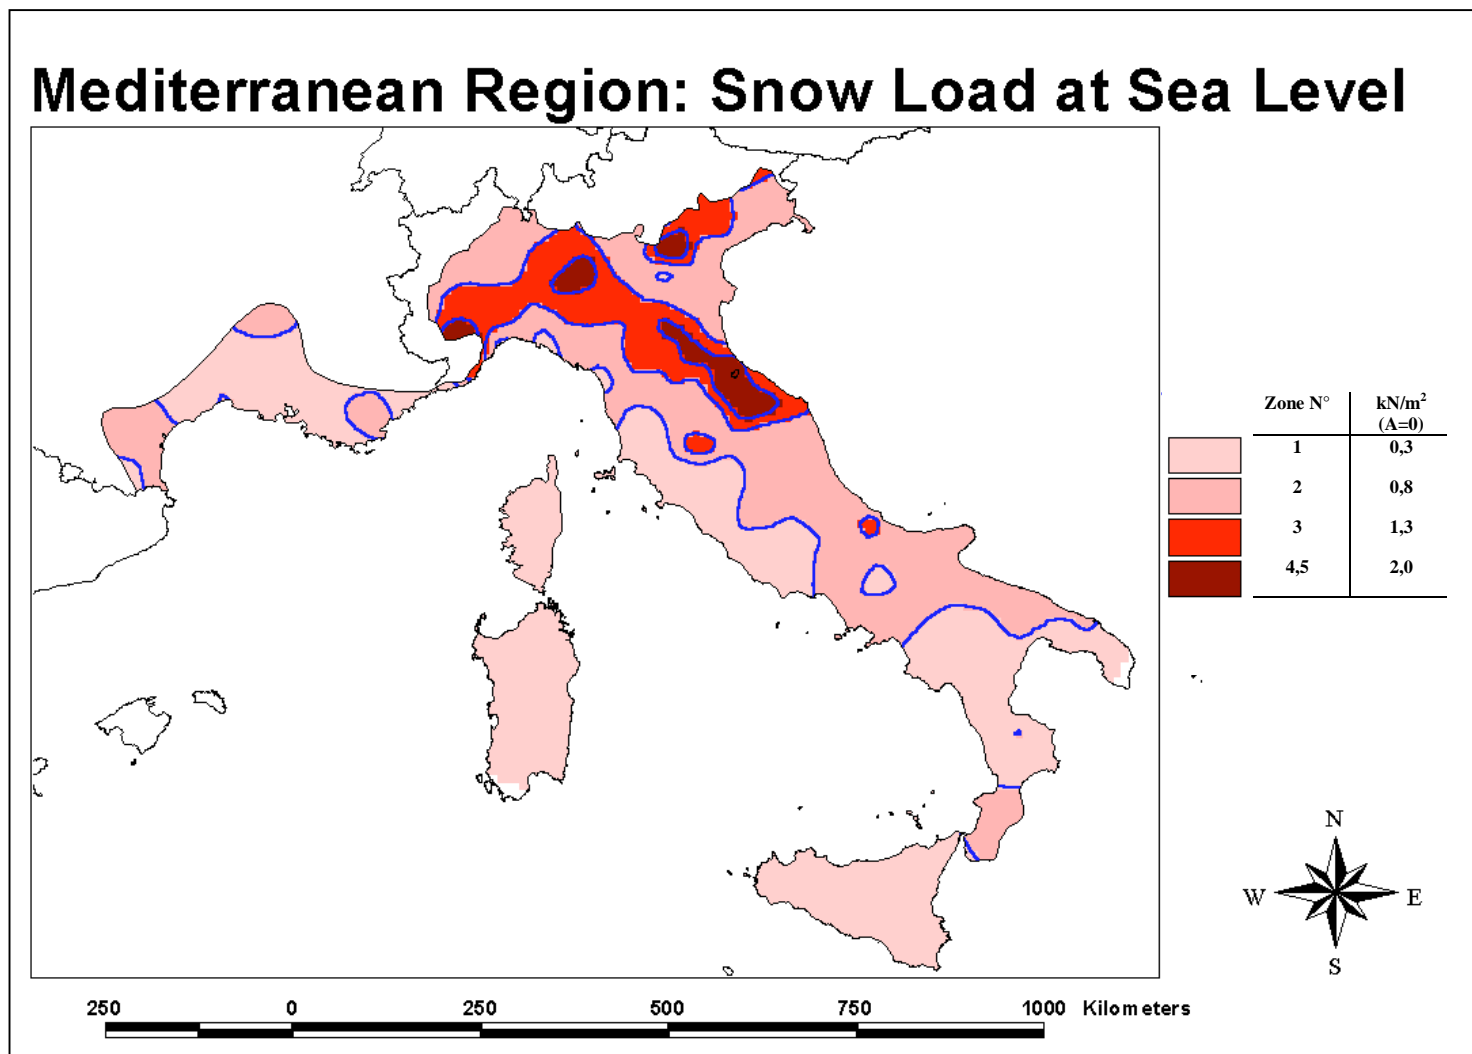 Mediterranean Region: Snow Load at Sea Level
Zone N° kN/m²
(A=0)
1 0,3
2 0,8
3 1,3
4,5 2,0
N
W E
S
250 0 250 500 750 1000 Kilometers